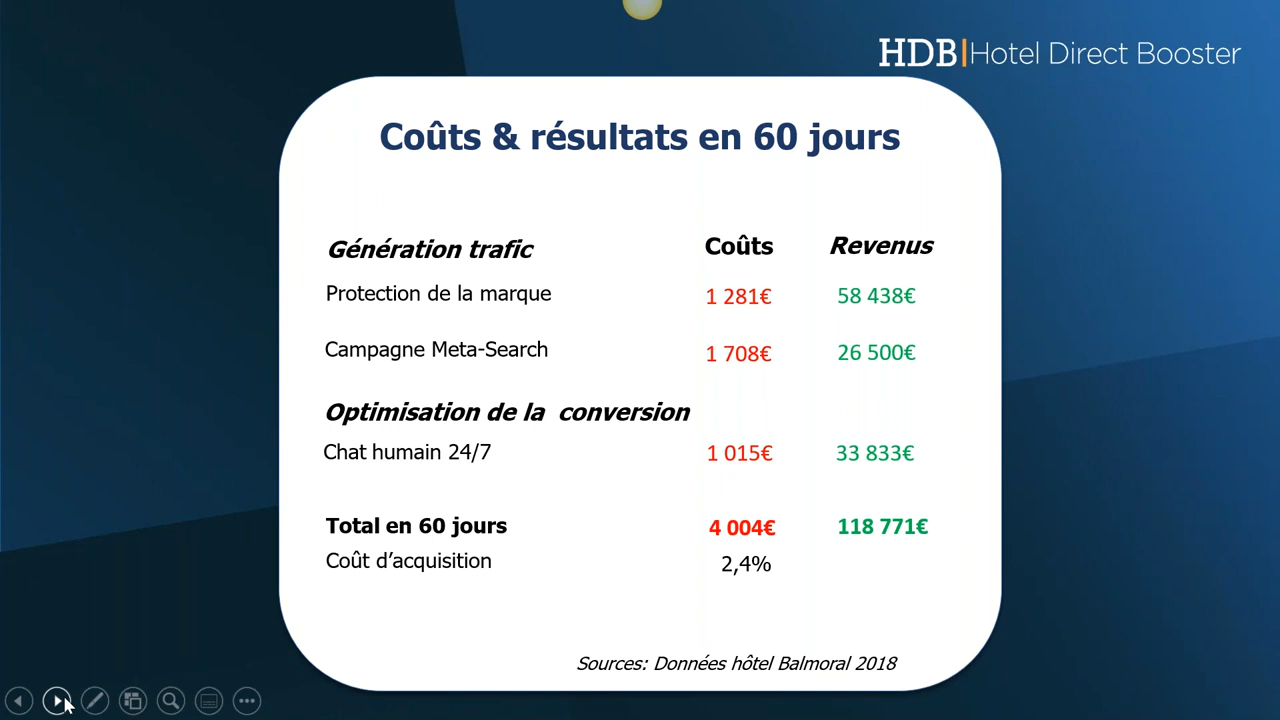 HDB|Hotel Direct Booster
Coûts & résultats en 60 jours
Génération trafic Coûts Revenus
Protection de la marque 1 281€ 58 438€
Campagne Meta-Search 1 708€ 26 500€
Optimisation de la conversion
Chat humain 24/7 1 015€ 33 833€
Total en 60 jours 4 004€ 118 771€
Coût d’acquisition 2,4%
Sources: Données hôtel Balmoral 2018